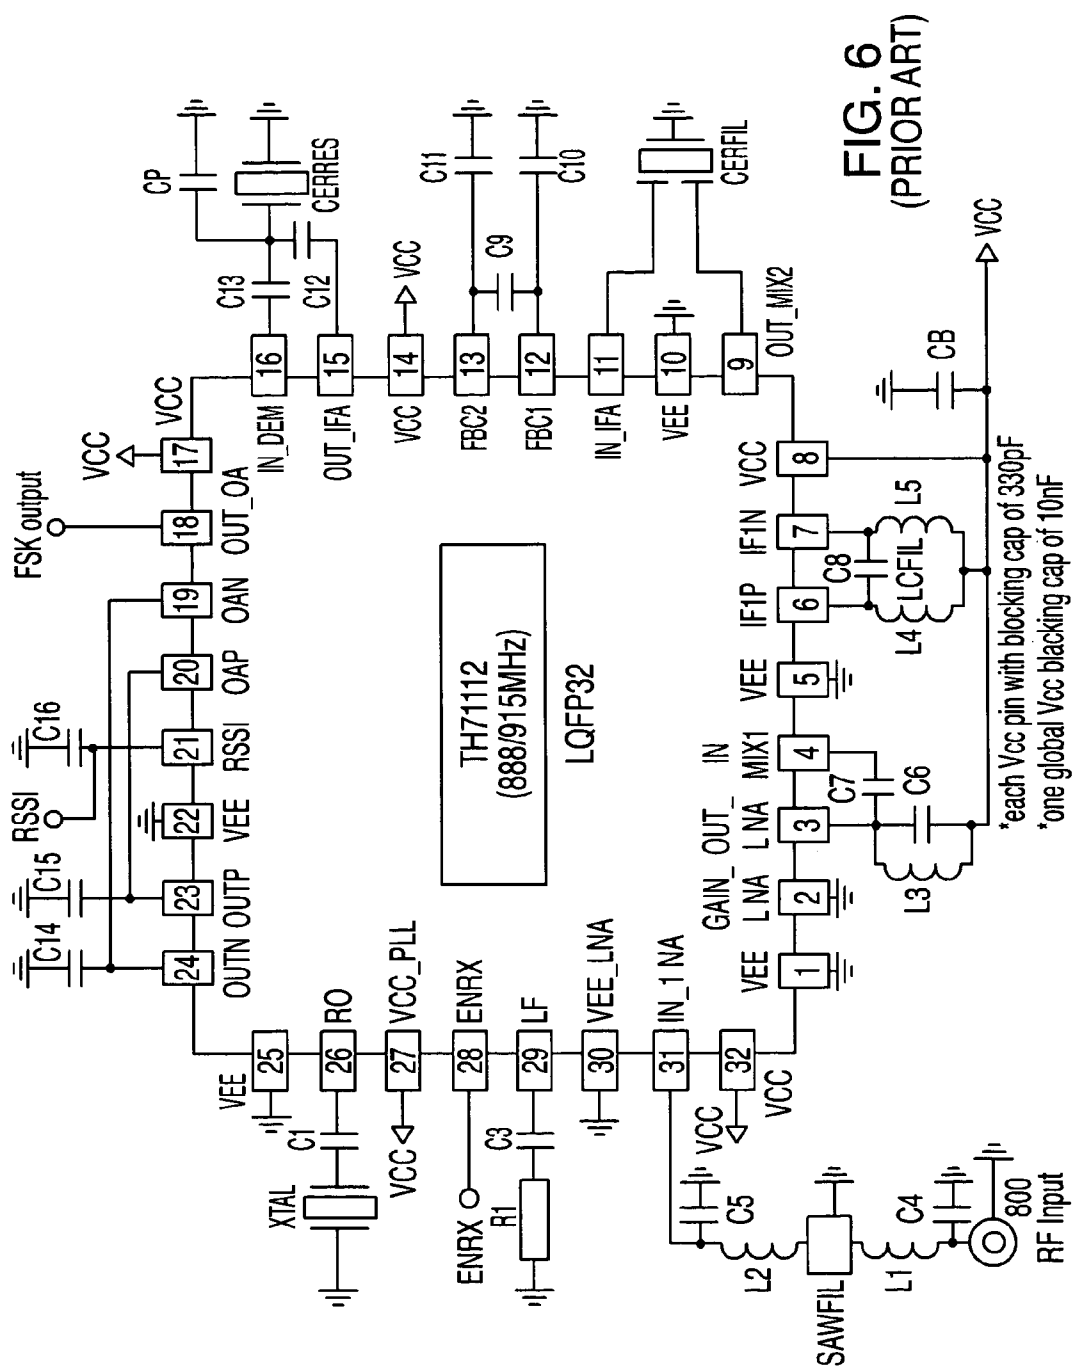 FIG. 6
(PRIOR ART)
FSK output
RSSI
C14
C15
C16
24
23
22
21
20
19
18
17
OUTN
OUTP
VEE
RSSI
OAP
OAN
OUT_OA
VCC
VCC
TH71112
(888/915MHz)
LQFP32
VEE
25
RO
26
C1
XTAL
VCC_PLL
27
VCC
ENRX
28
ENRX
LF
29
C3
R1
VEE_LNA
30
IN_1NA
31
32
VCC
VCC
C5
L2
SAWFIL
L1
C4
800
RF Input
VEE
1
GAIN_
LNA
2
OUT_
LNA
3
IN
MIX1
4
VEE
5
IF1P
6
IF1N
7
VCC
8
L3
C6
C7
L4
C8
LCFIL
L5
CB
VCC
*each Vcc pin with blocking cap of 330pF
*one global Vcc blacking cap of 10nF
16
IN_DEM
15
OUT_IFA
14
VCC
VCC
13
FBC2
12
FBC1
11
IN_IFA
10
VEE
9
OUT_MIX2
C13
C12
CP
CERRES
C11
C9
C10
CERFIL